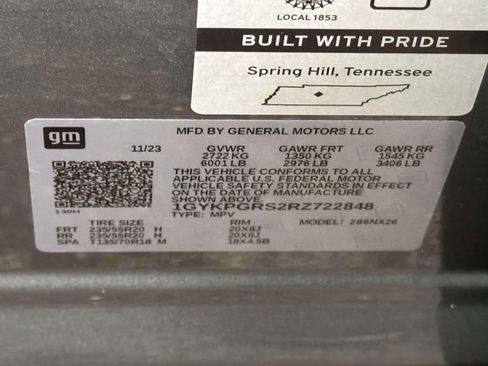 LOCAL 1853
BUILT WITH PRIDE
Spring Hill, Tennessee
gm
MFD BY GENERAL MOTORS LLC
11/23 GVWR GAWR FRT GAWR RR
2722 KG 1350 KG 1545 KG
6001 LB 2976 LB 3406 LB
THIS VEHICLE CONFORMS TO ALL
APPLICABLE U.S. FEDERAL MOTOR
VEHICLE SAFETY STANDARDS IN EFFECT
ON THE DATE OF MANUFACTURE
SHOWN ABOVE.
1GYKPGRS2RZ722848
130H TYPE: MPV MODEL: 286NX26
TIRE SIZE RIM
FRT 235/55R20 H 20X8J
RR 235/55R20 H 20X8J
SPA T135/70R18 M 18X4.5B